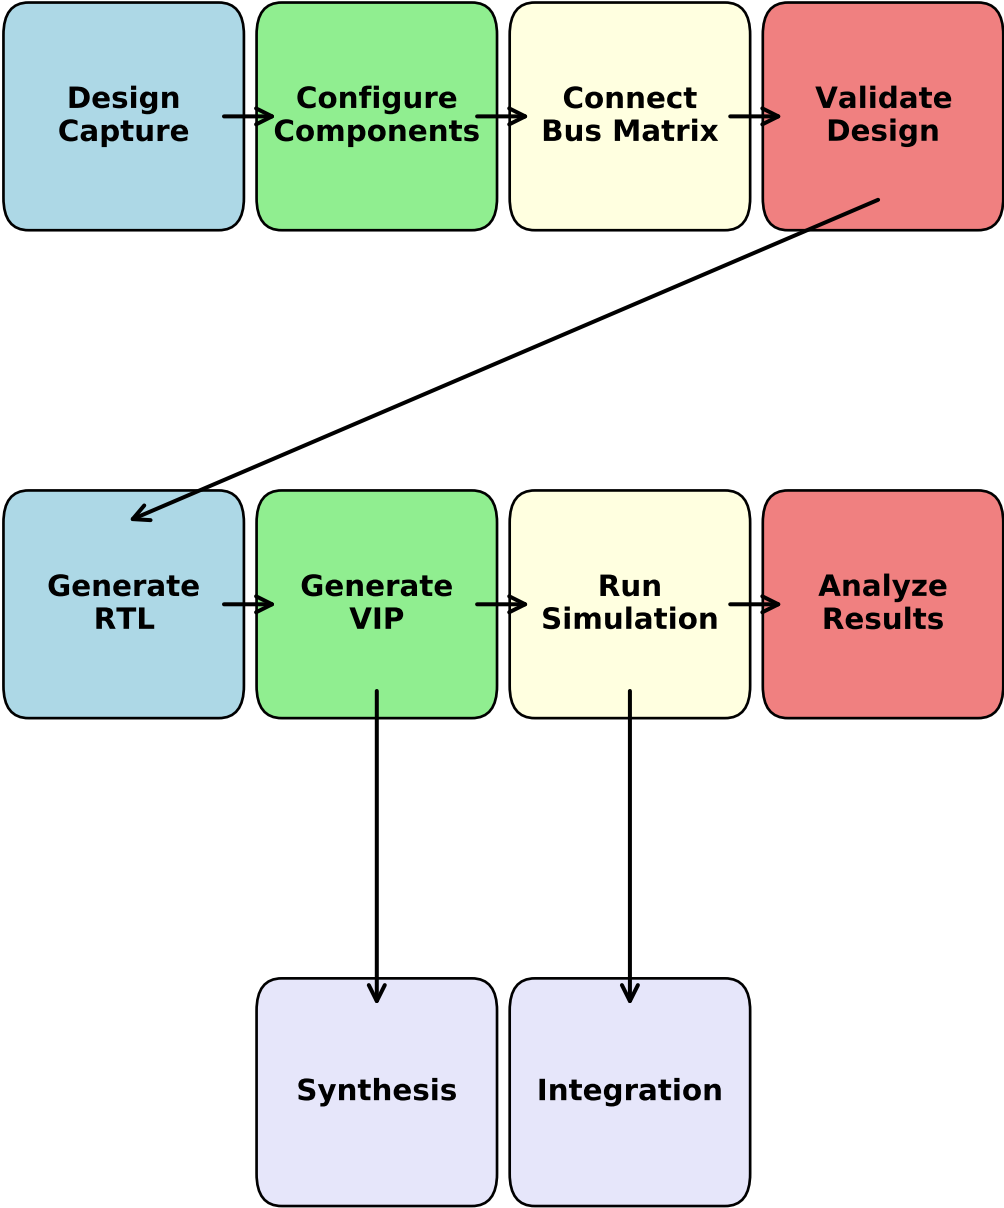 Design
Capture
Configure
Components
Connect
Bus Matrix
Validate
Design
Generate
RTL
Generate
VIP
Run
Simulation
Analyze
Results
Synthesis
Integration